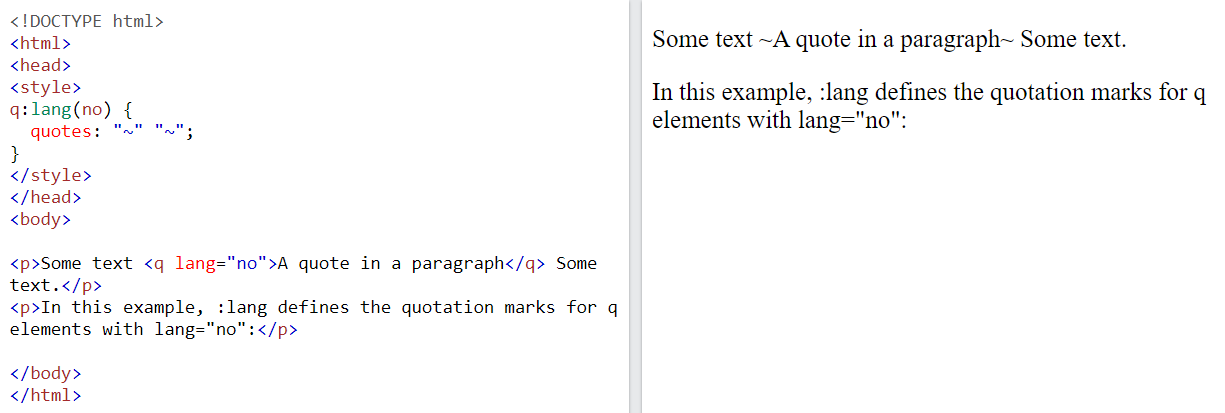 <!DOCTYPE html>
<html>
<head>
<style>
q:lang(no) {
  quotes: "~" "~";
}
</style>
</head>
<body>

<p>Some text <q lang="no">A quote in a paragraph</q> Some
text.</p>
<p>In this example, :lang defines the quotation marks for q
elements with lang="no":</p>

</body>
</html>

Some text ~A quote in a paragraph~ Some text.

In this example, :lang defines the quotation marks for q
elements with lang="no":